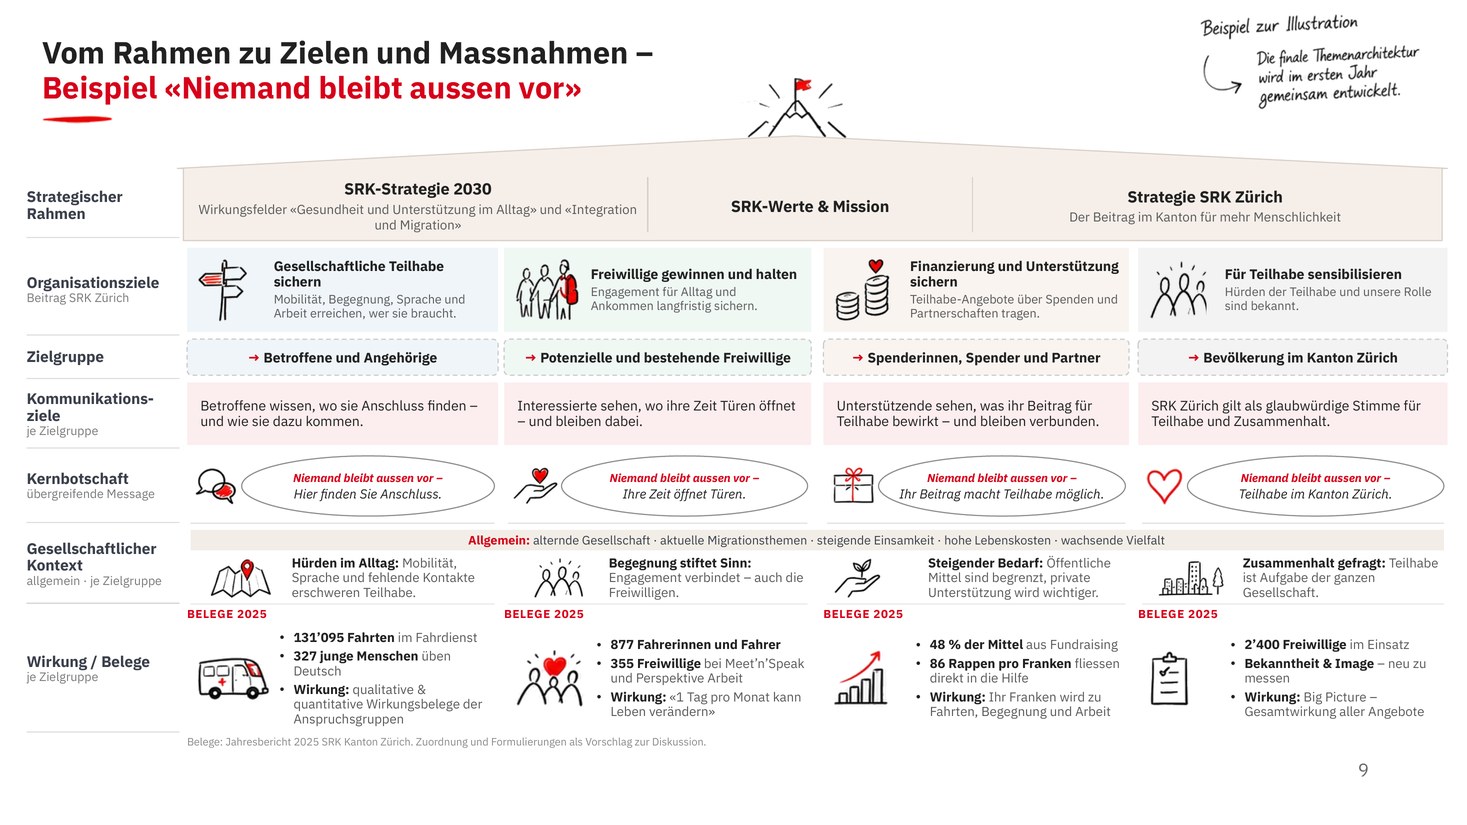 Vom Rahmen zu Zielen und Massnahmen –
Beispiel «Niemand bleibt aussen vor»
Beispiel zur Illustration
Die finale Themenarchitektur
wird im ersten Jahr
gemeinsam entwickelt.
Strategischer
Rahmen
SRK-Strategie 2030
Wirkungsfelder «Gesundheit und Unterstützung im Alltag» und «Integration
und Migration»
SRK-Werte & Mission
Strategie SRK Zürich
Der Beitrag im Kanton für mehr Menschlichkeit
Organisationsziele
Beitrag SRK Zürich
Gesellschaftliche Teilhabe
sichern
Mobilität, Begegnung, Sprache und
Arbeit erreichen, wer sie braucht.
Freiwillige gewinnen und halten
Engagement für Alltag und
Ankommen langfristig sichern.
Finanzierung und Unterstützung
sichern
Teilhabe-Angebote über Spenden und
Partnerschaften tragen.
Für Teilhabe sensibilisieren
Hürden der Teilhabe und unsere Rolle
sind bekannt.
Zielgruppe
→ Betroffene und Angehörige
→ Potenzielle und bestehende Freiwillige
→ Spenderinnen, Spender und Partner
→ Bevölkerung im Kanton Zürich
Kommunikations-
ziele
je Zielgruppe
Betroffene wissen, wo sie Anschluss finden –
und wie sie dazu kommen.
Interessierte sehen, wo ihre Zeit Türen öffnet
– und bleiben dabei.
Unterstützende sehen, was ihr Beitrag für
Teilhabe bewirkt – und bleiben verbunden.
SRK Zürich gilt als glaubwürdige Stimme für
Teilhabe und Zusammenhalt.
Kernbotschaft
übergreifende Message
Niemand bleibt aussen vor –
Hier finden Sie Anschluss.
Niemand bleibt aussen vor –
Ihre Zeit öffnet Türen.
Niemand bleibt aussen vor –
Ihr Beitrag macht Teilhabe möglich.
Niemand bleibt aussen vor –
Teilhabe im Kanton Zürich.
Gesellschaftlicher
Kontext
allgemein · je Zielgruppe
Allgemein: alternde Gesellschaft · aktuelle Migrationsthemen · steigende Einsamkeit · hohe Lebenskosten · wachsende Vielfalt
Hürden im Alltag: Mobilität,
Sprache und fehlende Kontakte
erschweren Teilhabe.
Begegnung stiftet Sinn:
Engagement verbindet – auch die
Freiwilligen.
Steigender Bedarf: Öffentliche
Mittel sind begrenzt, private
Unterstützung wird wichtiger.
Zusammenhalt gefragt: Teilhabe
ist Aufgabe der ganzen
Gesellschaft.
Wirkung / Belege
je Zielgruppe
BELEGE 2025
• 131’095 Fahrten im Fahrdienst
• 327 junge Menschen üben
Deutsch
• Wirkung: qualitative &
quantitative Wirkungsbelege der
Anspruchsgruppen
BELEGE 2025
• 877 Fahrerinnen und Fahrer
• 355 Freiwillige bei Meet’n’Speak
und Perspektive Arbeit
• Wirkung: «1 Tag pro Monat kann
Leben verändern»
BELEGE 2025
• 48 % der Mittel aus Fundraising
• 86 Rappen pro Franken fliessen
direkt in die Hilfe
• Wirkung: Ihr Franken wird zu
Fahrten, Begegnung und Arbeit
BELEGE 2025
• 2’400 Freiwillige im Einsatz
• Bekanntheit & Image – neu zu
messen
• Wirkung: Big Picture –
Gesamtwirkung aller Angebote
Belege: Jahresbericht 2025 SRK Kanton Zürich. Zuordnung und Formulierungen als Vorschlag zur Diskussion.
9